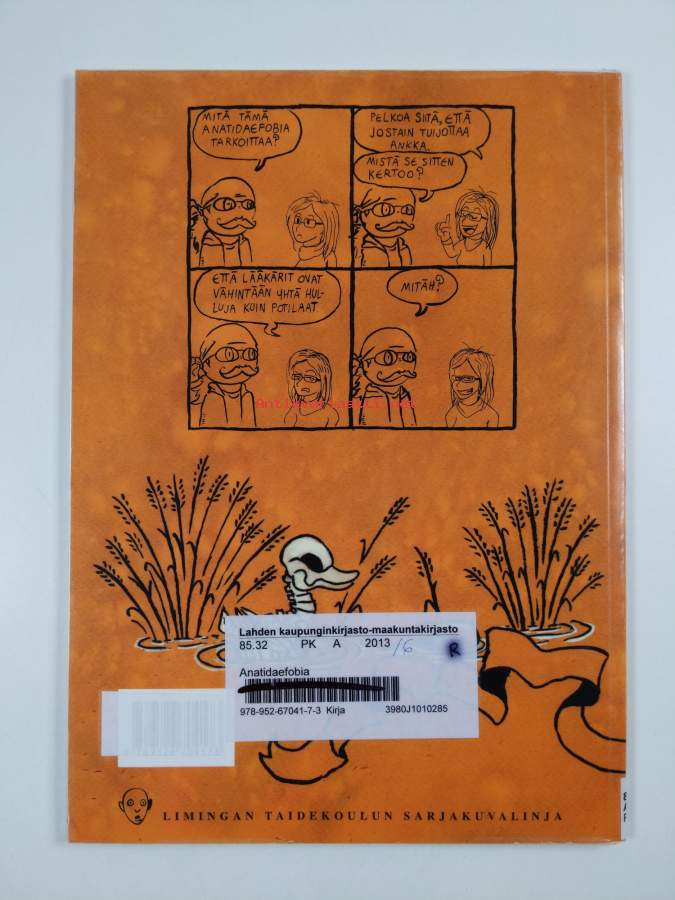 MITÄ TÄMÄ
ANATIDAEFOBIA
TARKOITTAA?
PELKOA SIITÄ, ETTÄ
JOSTAIN TUIJOTTAA
ANKKA.
MISTÄ SE SITTEN
KERTOO?
ETTÄ LÄÄKÄRIT OVAT
VÄHINTÄÄN YHTÄ HUL-
LUJA KUIN POTILAAT.
MITÄH?
Lahden kaupunginkirjasto-maakuntakirjasto
85.32 PK A 2013 /6 R
Anatidaefobia
978-952-67041-7-3 Kirja 3980J1010285
LIMINGAN TAIDEKOULUN SARJAKUVALINJA